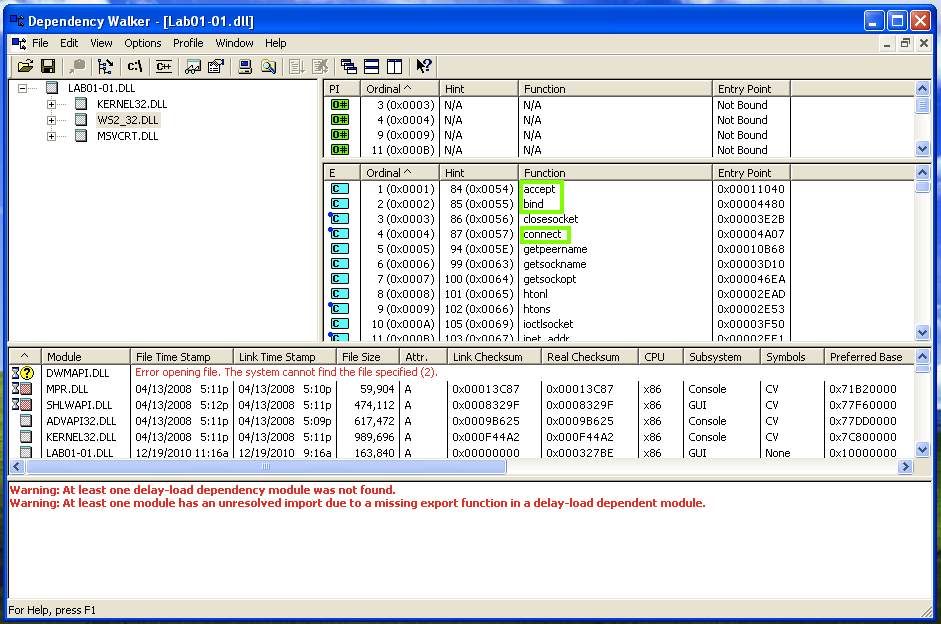 Dependency Walker - [Lab01-01.dll]
File Edit View Options Profile Window Help
c:\ C++
LAB01-01.DLL
KERNEL32.DLL
WS2_32.DLL
MSVCRT.DLL
PI Ordinal ^ Hint Function Entry Point
O# 3 (0x0003) N/A N/A Not Bound
O# 4 (0x0004) N/A N/A Not Bound
O# 9 (0x0009) N/A N/A Not Bound
O# 11 (0x000B) N/A N/A Not Bound
E Ordinal ^ Hint Function Entry Point
C 1 (0x0001) 84 (0x0054) accept 0x00011040
C 2 (0x0002) 85 (0x0055) bind 0x00004480
C 3 (0x0003) 86 (0x0056) closesocket 0x00003E2B
C 4 (0x0004) 87 (0x0057) connect 0x00004A07
C 5 (0x0005) 94 (0x005E) getpeername 0x00010B68
C 6 (0x0006) 99 (0x0063) getsockname 0x00003D10
C 7 (0x0007) 100 (0x0064) getsockopt 0x000046EA
C 8 (0x0008) 101 (0x0065) htonl 0x00002EAD
C 9 (0x0009) 102 (0x0066) htons 0x00002E53
C 10 (0x000A) 105 (0x0069) ioctlsocket 0x00003F50
C 11 (0x000B) 103 (0x0067) inet_addr 0x00002EE1
^ Module File Time Stamp Link Time Stamp File Size Attr. Link Checksum Real Checksum CPU Subsystem Symbols Preferred Base
DWMAPI.DLL Error opening file. The system cannot find the file specified (2).
MPR.DLL 04/13/2008 5:11p 04/13/2008 5:10p 59,904 A 0x00013C87 0x00013C87 x86 Console CV 0x71B20000
SHLWAPI.DLL 04/13/2008 5:12p 04/13/2008 5:11p 474,112 A 0x0008329F 0x0008329F x86 GUI CV 0x77F60000
ADVAPI32.DLL 04/13/2008 5:11p 04/13/2008 5:09p 617,472 A 0x0009B625 0x0009B625 x86 Console CV 0x77DD0000
KERNEL32.DLL 04/13/2008 5:11p 04/13/2008 5:11p 989,696 A 0x000F44A2 0x000F44A2 x86 Console CV 0x7C800000
LAB01-01.DLL 12/19/2010 11:16a 12/19/2010 9:16a 163,840 A 0x00000000 0x000327BE x86 GUI None 0x10000000
Warning: At least one delay-load dependency module was not found.
Warning: At least one module has an unresolved import due to a missing export function in a delay-load dependent module.
For Help, press F1